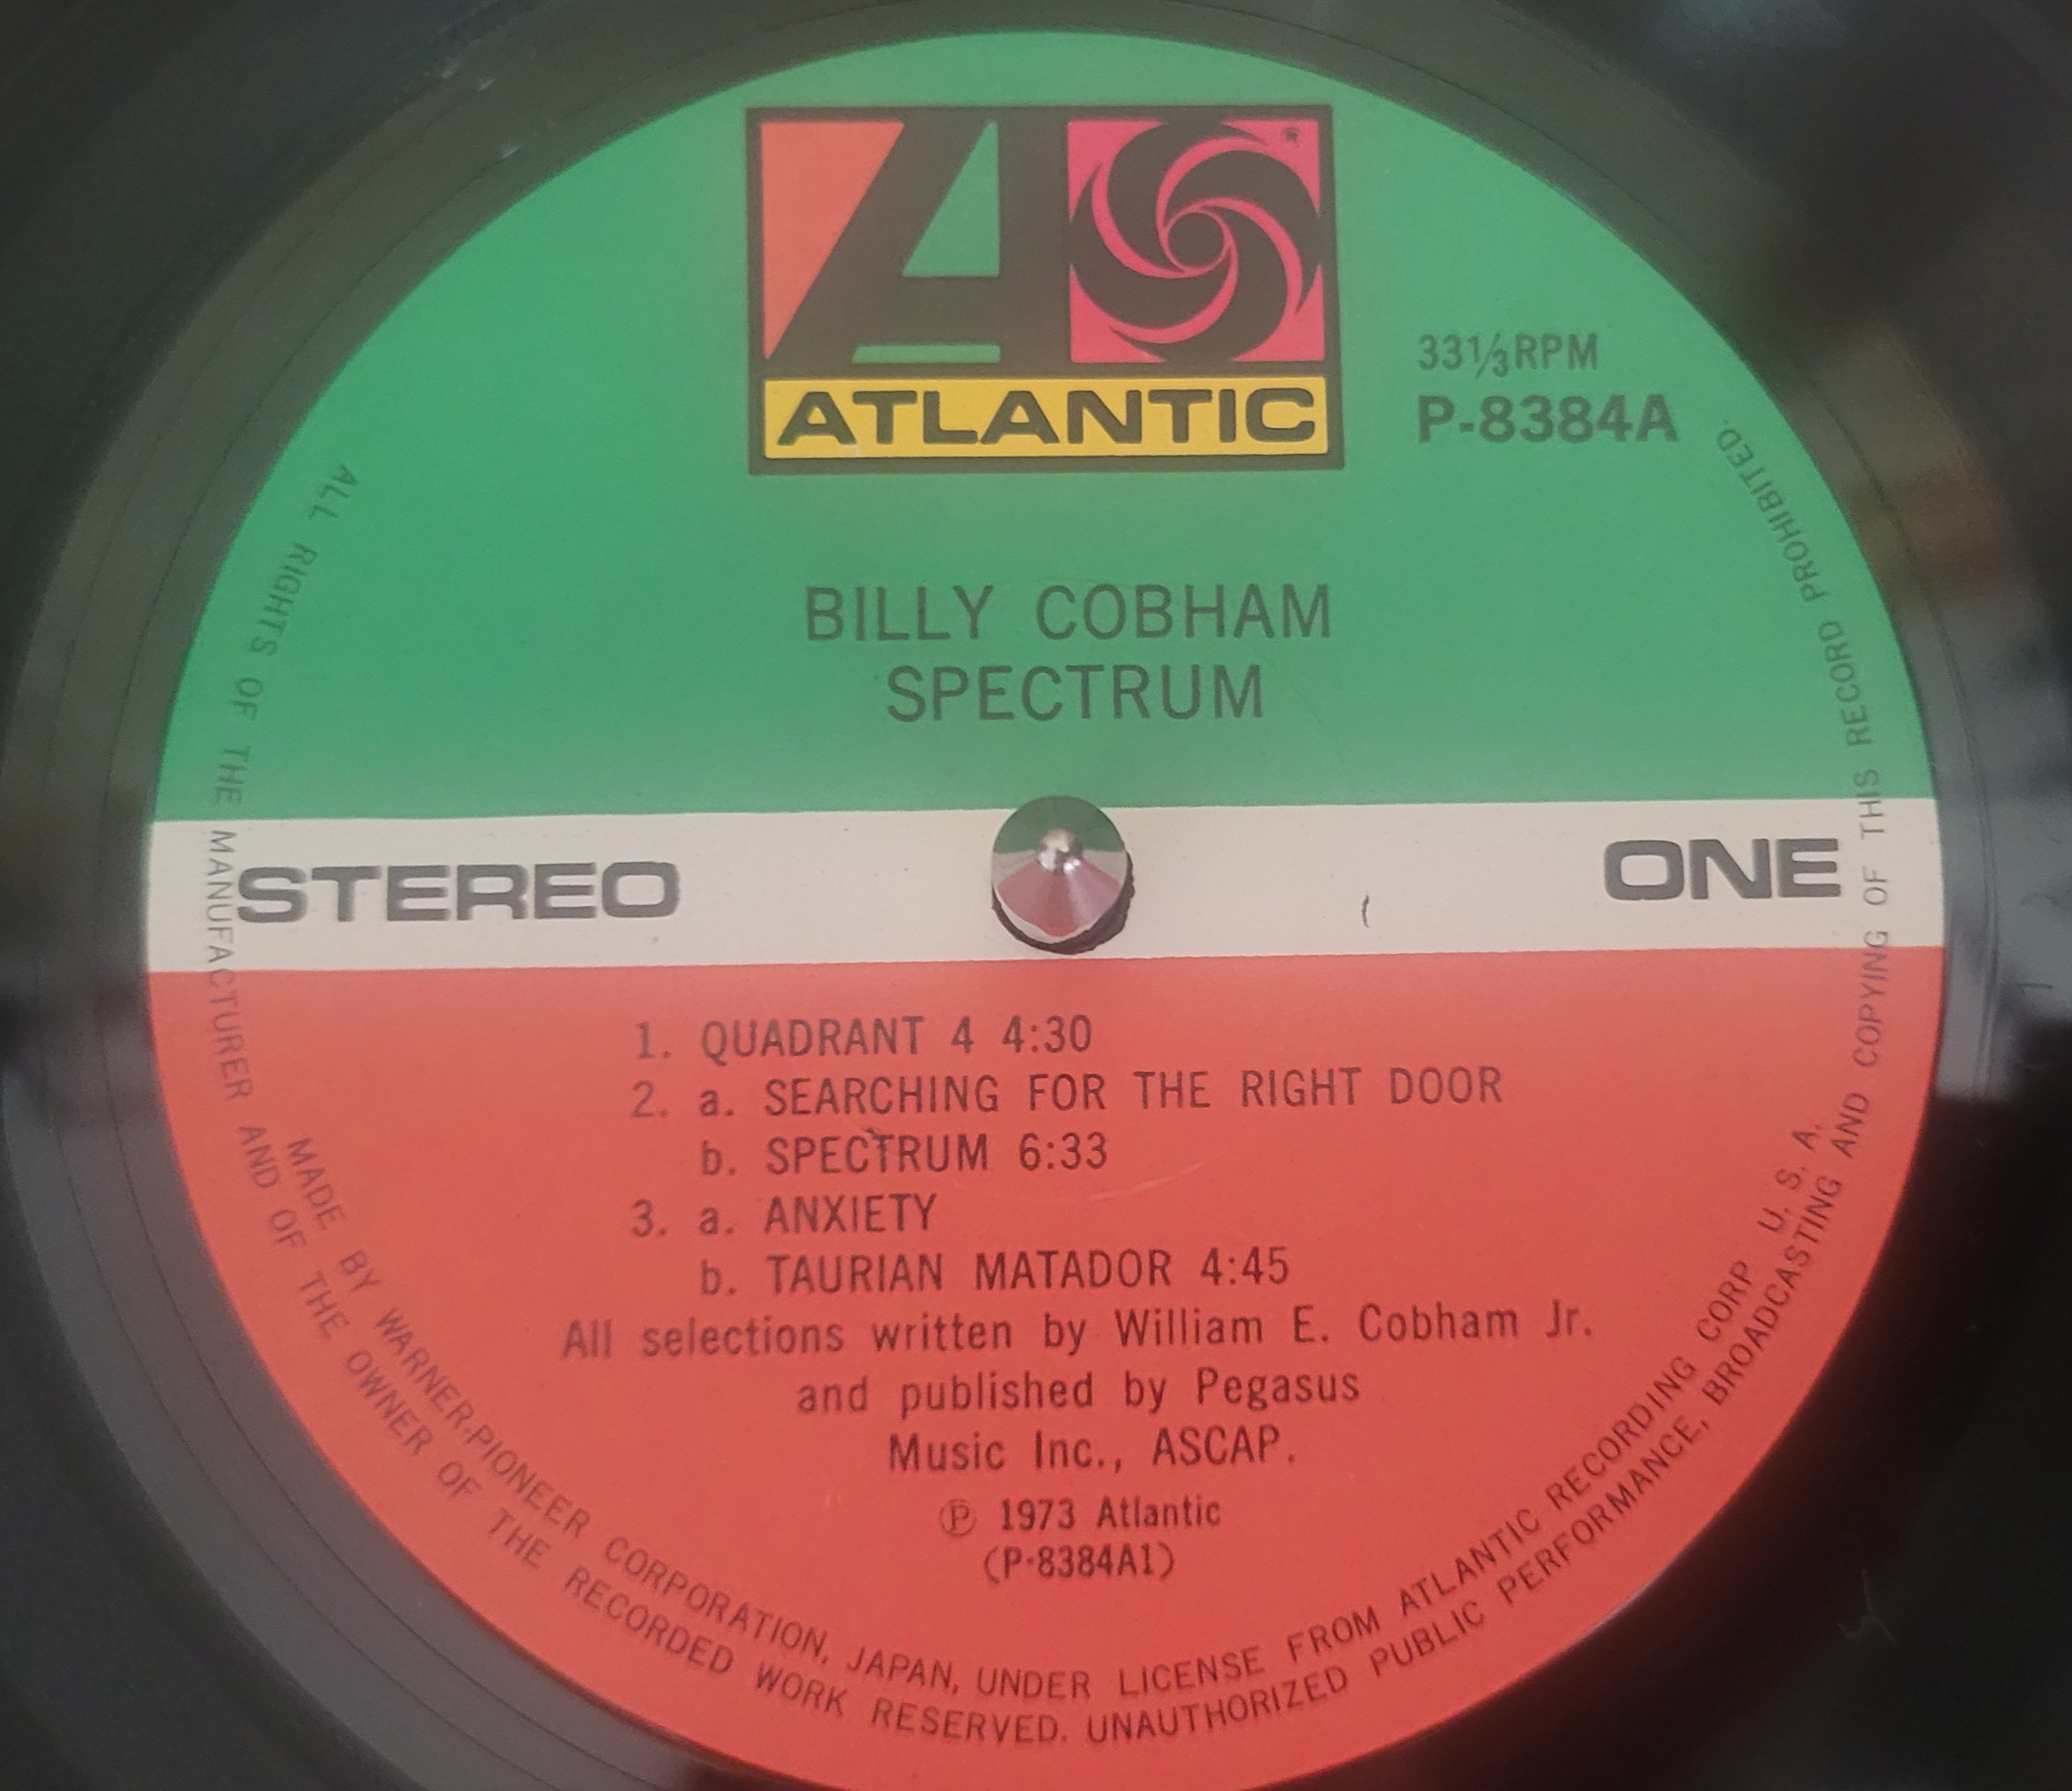 ATLANTIC
®
33⅓RPM
P-8384A
BILLY COBHAM
SPECTRUM
STEREO
ONE
1. QUADRANT 4 4:30
2. a. SEARCHING FOR THE RIGHT DOOR
b. SPECTRUM 6:33
3. a. ANXIETY
b. TAURIAN MATADOR 4:45
All selections written by William E. Cobham Jr.
and published by Pegasus
Music Inc., ASCAP.
Ⓟ 1973 Atlantic
(P-8384A1)
MADE BY WARNER-PIONEER CORPORATION, JAPAN, UNDER LICENSE FROM ATLANTIC RECORDING CORP. U. S. A.
ALL RIGHTS OF THE MANUFACTURER AND OF THE OWNER OF THE RECORDED WORK RESERVED. UNAUTHORIZED PUBLIC PERFORMANCE, BROADCASTING AND COPYING OF THIS RECORD PROHIBITED.